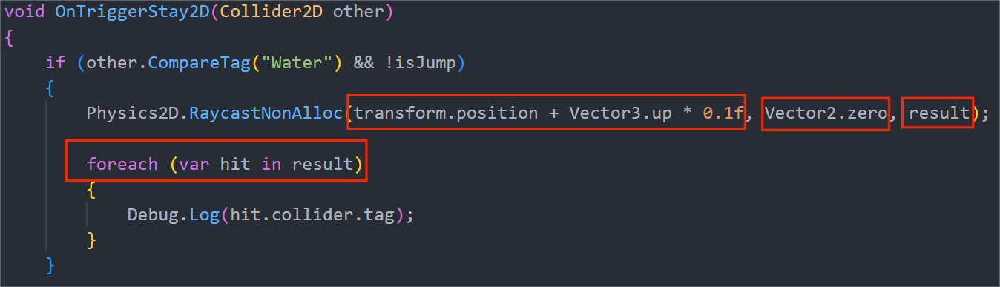 void OnTriggerStay2D(Collider2D other)
{
if (other.CompareTag("Water") && !isJump)
{
Physics2D.RaycastNonAlloc(transform.position + Vector3.up * 0.1f, Vector2.zero, result);
foreach (var hit in result)
{
Debug.Log(hit.collider.tag);
}
}